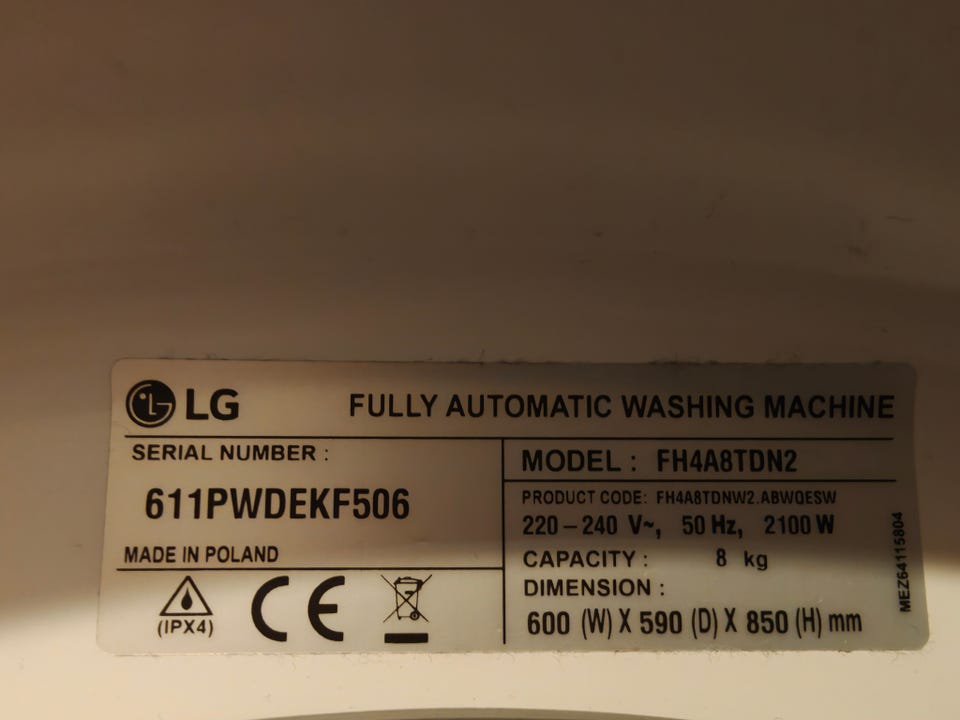 LG FULLY AUTOMATIC WASHING MACHINE
SERIAL NUMBER :
611PWDEKF506
MADE IN POLAND
(IPX4)
CE
MODEL : FH4A8TDN2
PRODUCT CODE: FH4A8TDNW2.ABWQESW
220 – 240 V~, 50 Hz, 2100 W
CAPACITY : 8 kg
DIMENSION :
600 (W) X 590 (D) X 850 (H) mm
MEZ64115804